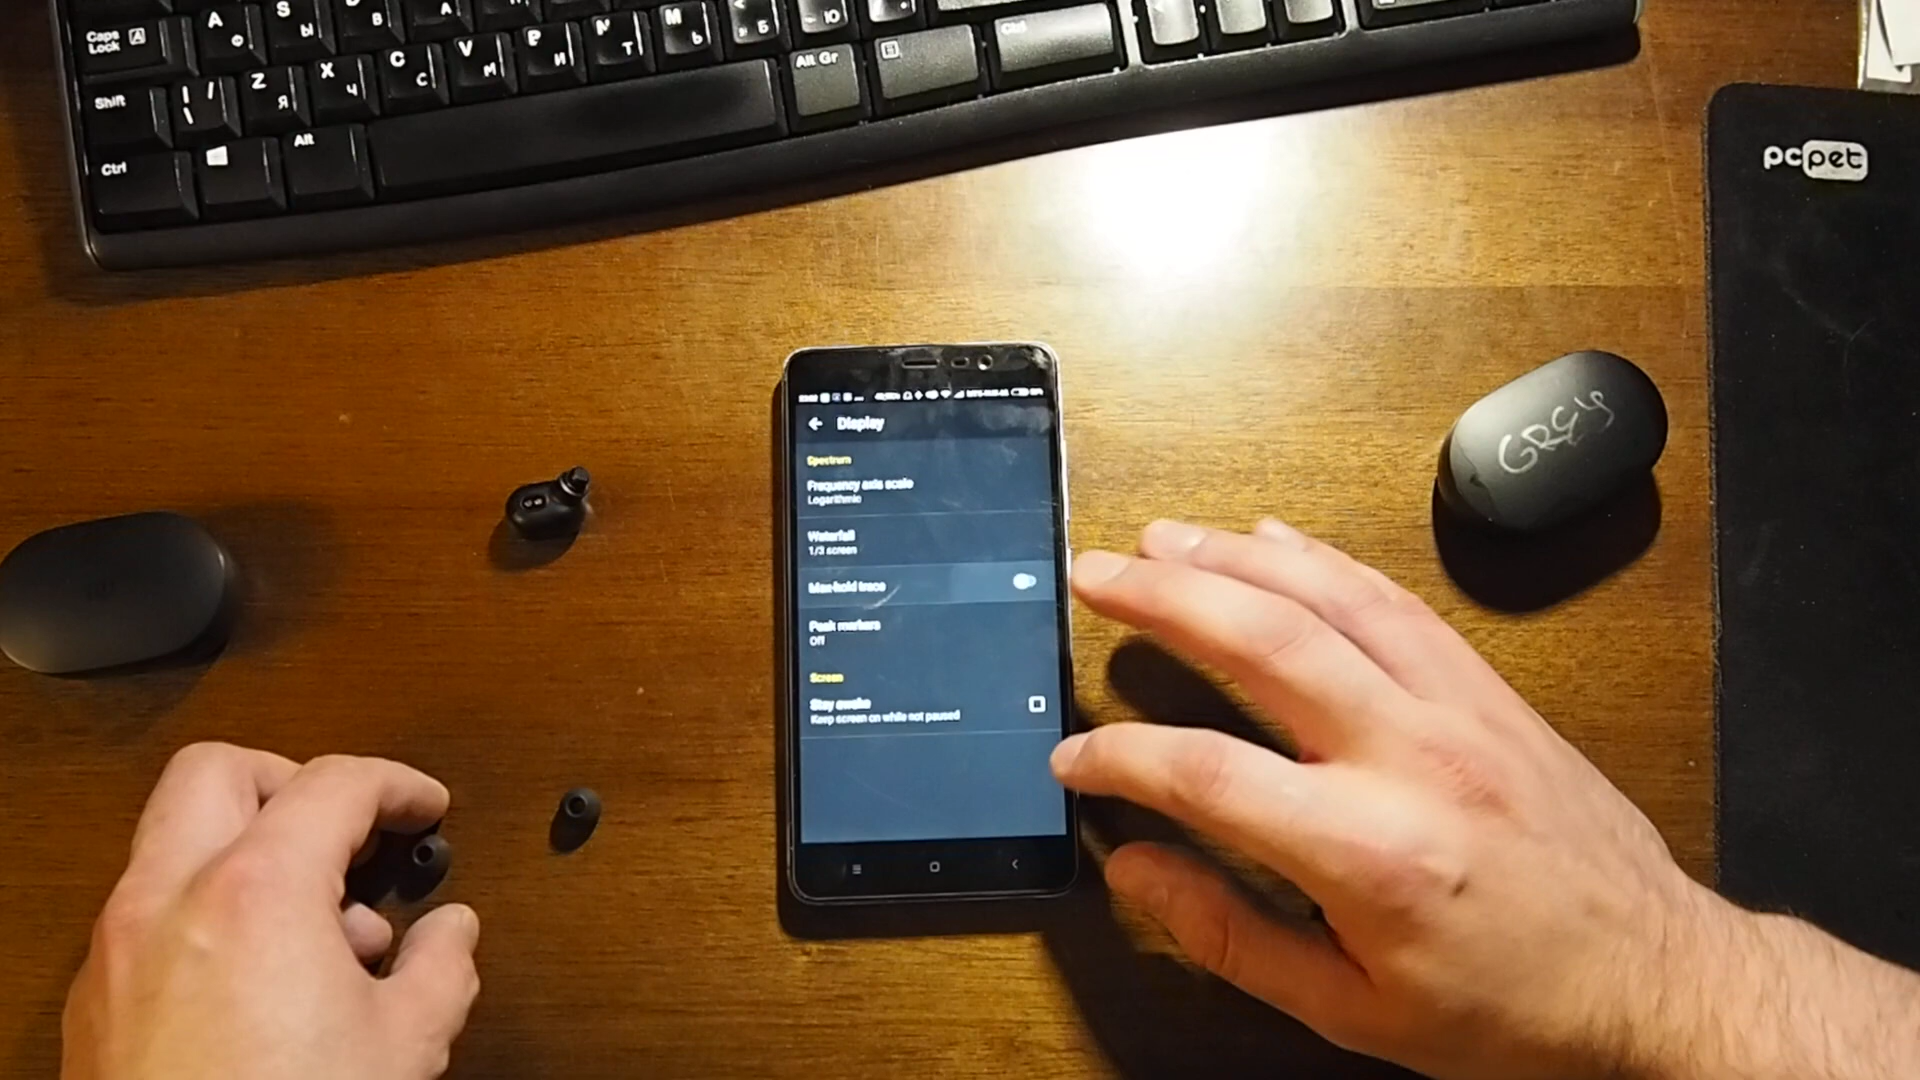 Caps Lock A
A Ф
S Ы
В
А
Shift
| \ /
Z Я
X Ч
C С
V М
В И
N Т
M Ь
< Б
Ю
Alt Gr
Ctrl
Ctrl
Alt
pcpet
GREY
Display
Spectrum
Frequency axis scale
Logarithmic
Waterfall
1/3 screen
Max-hold trace
Peak markers
Off
Screen
Stay awake
Keep screen on while not paused